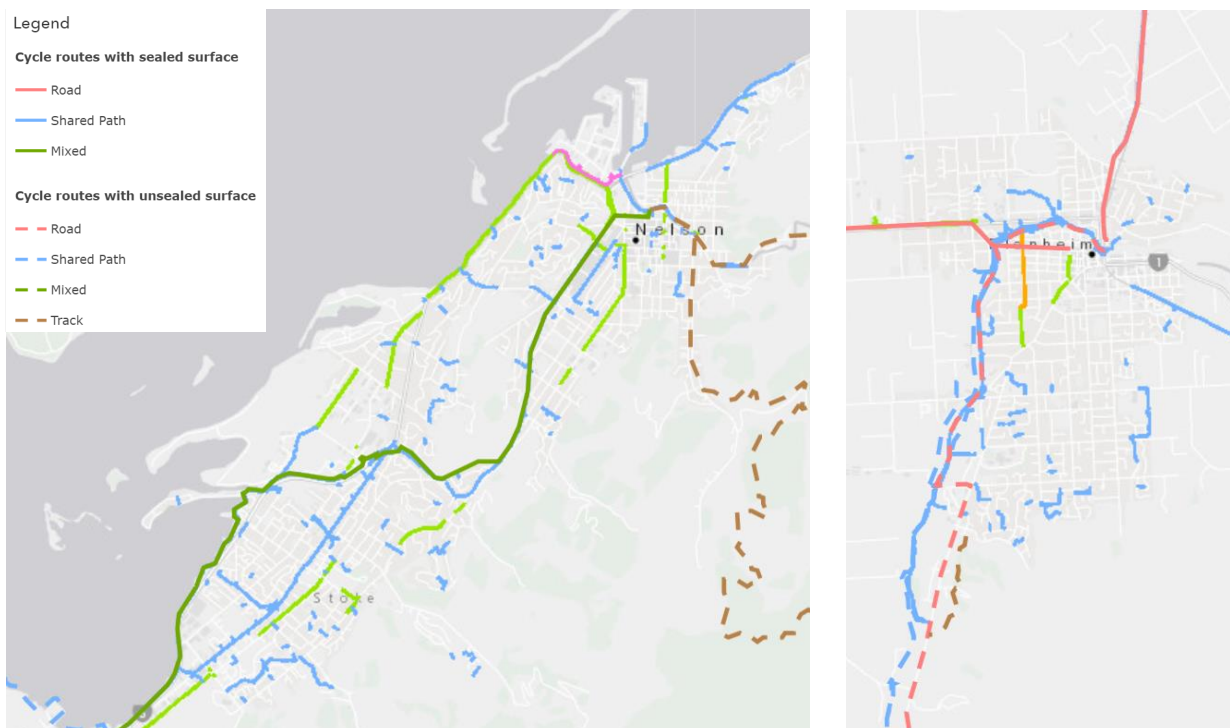 Legend
Cycle routes with sealed surface
Road
Shared Path
Mixed
Cycle routes with unsealed surface
Road
Shared Path
Mixed
Track
Nelson
Stoke
1